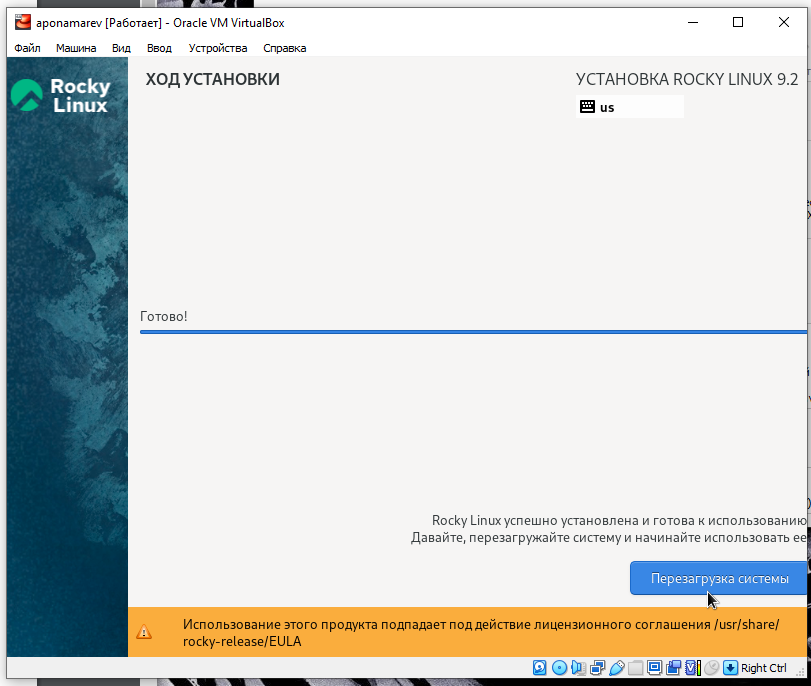 aponamarev [Работает] - Oracle VM VirtualBox
Файл Машина Вид Ввод Устройства Справка
Rocky
Linux
ХОД УСТАНОВКИ
УСТАНОВКА ROCKY LINUX 9.2
us
Готово!
Rocky Linux успешно установлена и готова к использованию
Давайте, перезагружайте систему и начинайте использовать ее
Перезагрузка системы
Использование этого продукта подпадает под действие лицензионного соглашения /usr/share/
rocky-release/EULA
Right Ctrl